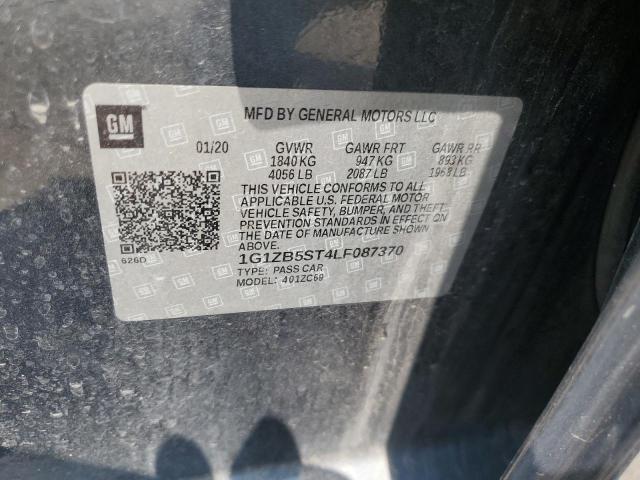 GM
MFD BY GENERAL MOTORS LLC
01/20 GVWR GAWR FRT GAWR RR
1840 KG 947 KG 893 KG
4056 LB 2087 LB 1968 LB
THIS VEHICLE CONFORMS TO ALL
APPLICABLE U.S. FEDERAL MOTOR
VEHICLE SAFETY, BUMPER, AND THEFT
PREVENTION STANDARDS IN EFFECT ON
THE DATE OF MANUFACTURE SHOWN
ABOVE.
626D
1G1ZB5ST4LF087370
TYPE: PASS CAR
MODEL: 401ZC69